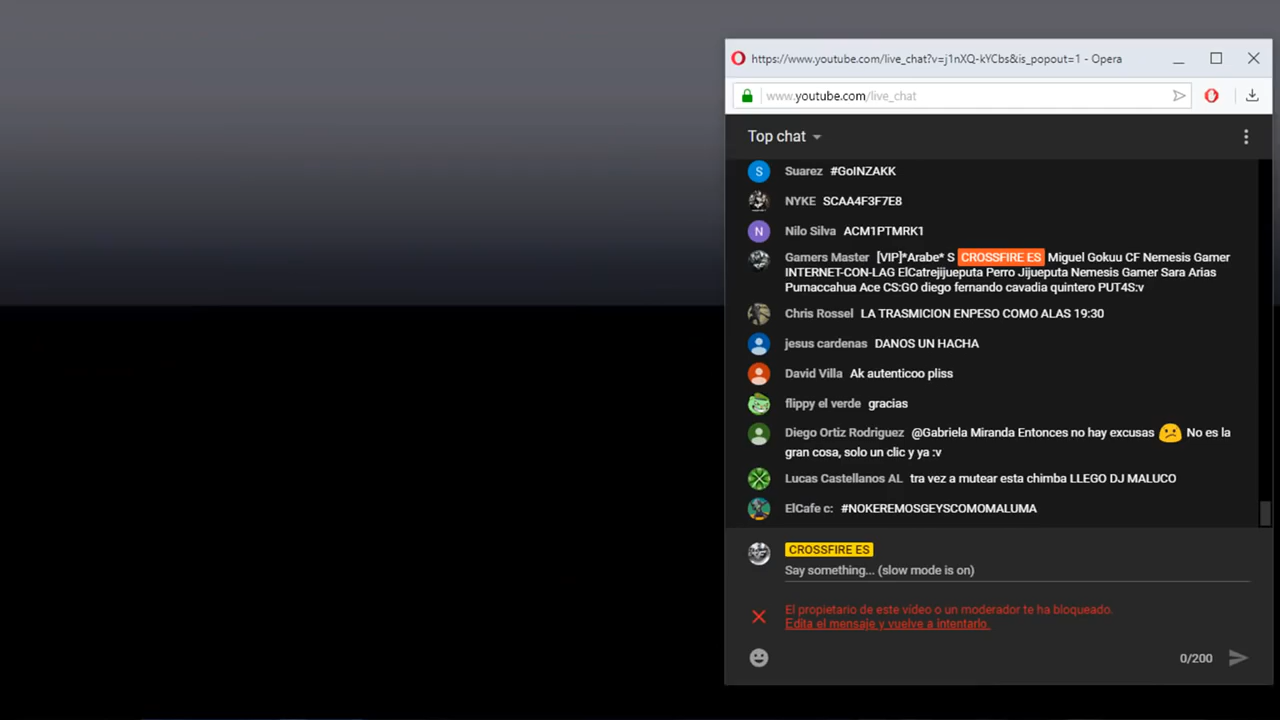 https://www.youtube.com/live_chat?v=j1nXQ-kYCbs&is_popout=1 - Opera
www.youtube.com/live_chat
Top chat
S Suarez #GoINZAKK
NYKE SCAA4F3F7E8
N Nilo Silva ACM1PTMRK1
Gamers Master [VIP]*Arabe* S CROSSFIRE ES Miguel Gokuu CF Nemesis Gamer
INTERNET-CON-LAG ElCatrejijueputa Perro Jijueputa Nemesis Gamer Sara Arias
Pumaccahua Ace CS:GO diego fernando cavadia quintero PUT4S:v
Chris Rossel LA TRASMICION ENPESO COMO ALAS 19:30
jesus cardenas DANOS UN HACHA
David Villa Ak autenticoo pliss
flippy el verde gracias
Diego Ortiz Rodriguez @Gabriela Miranda Entonces no hay excusas No es la
gran cosa, solo un clic y ya :v
Lucas Castellanos AL tra vez a mutear esta chimba LLEGO DJ MALUCO
ElCafe c: #NOKEREMOSGEYSCOMOMALUMA
CROSSFIRE ES
Say something... (slow mode is on)
El propietario de este vídeo o un moderador te ha bloqueado.
Edita el mensaje y vuelve a intentarlo.
0/200